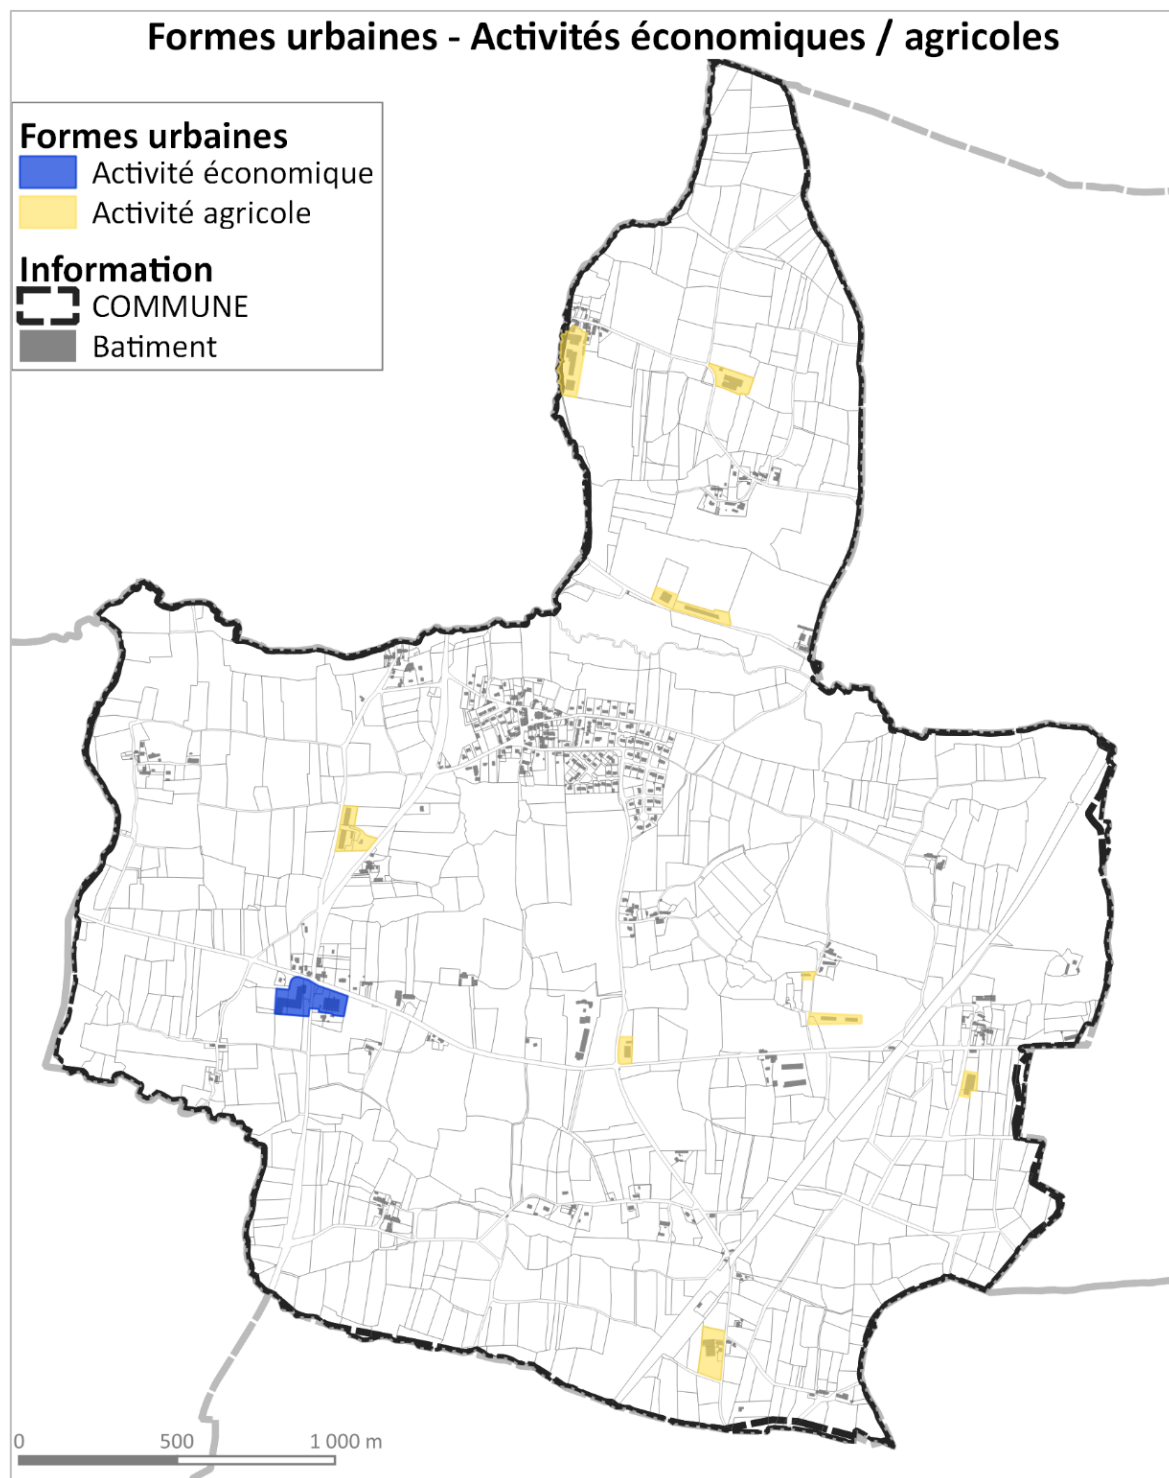 Formes urbaines - Activités économiques / agricoles
Formes urbaines
Activité économique
Activité agricole
Information
COMMUNE
Batiment
0 500 1 000 m